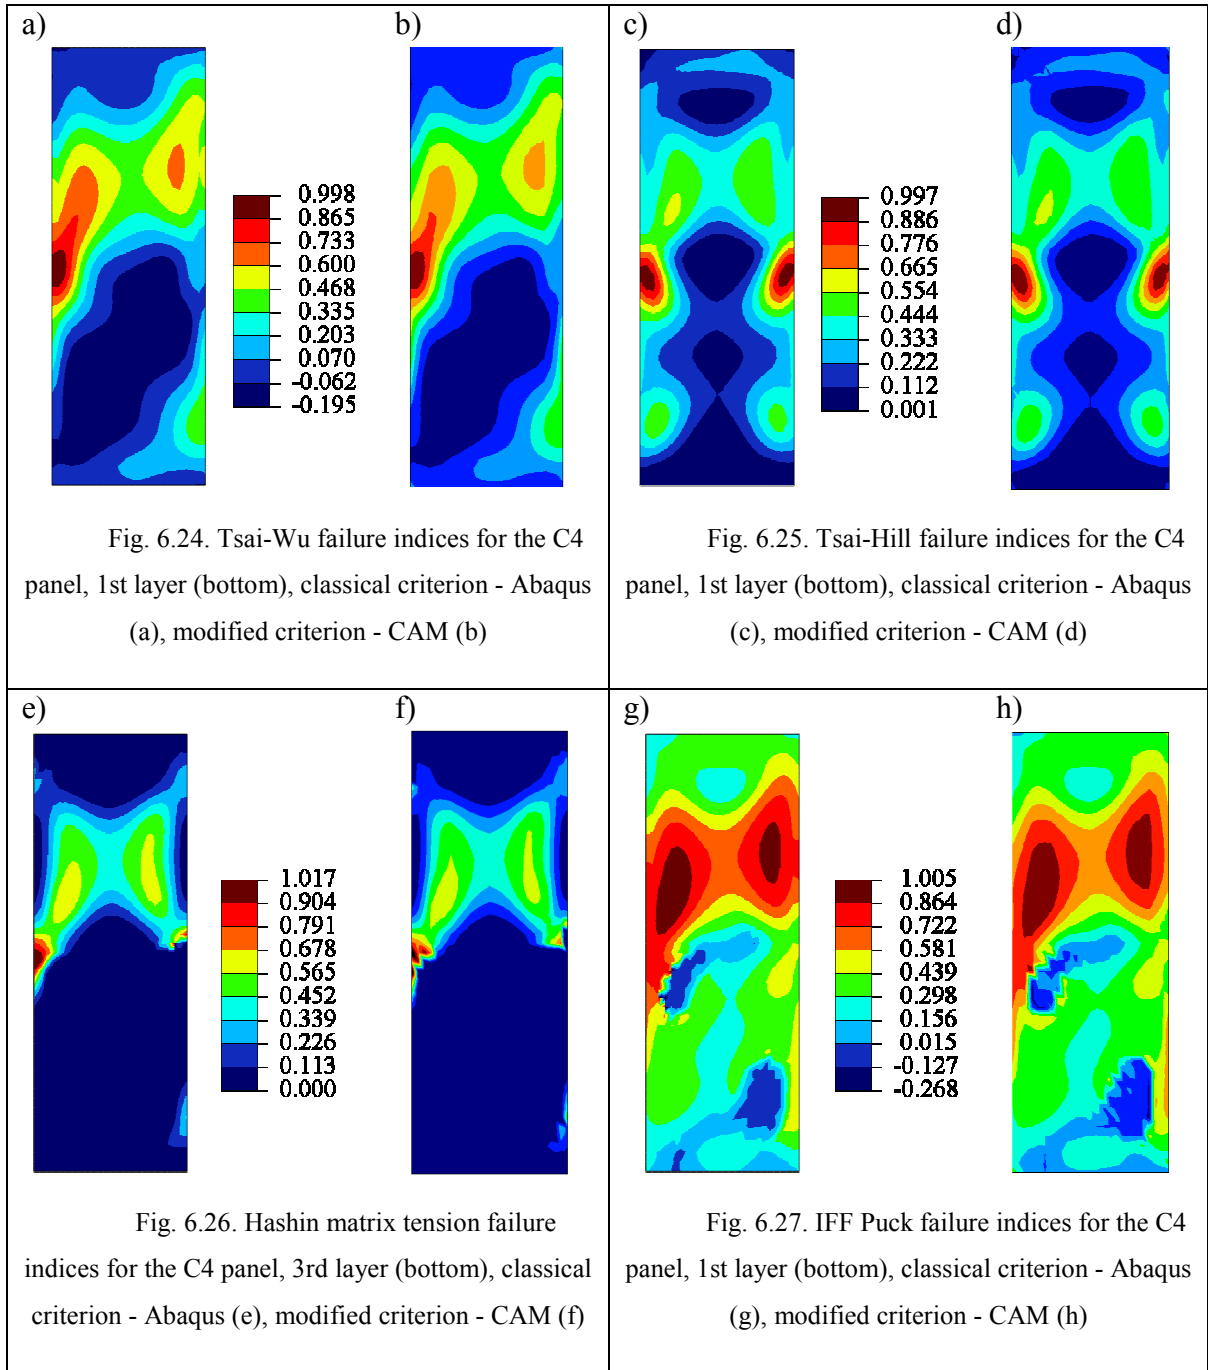 a)
b)
0.998
0.865
0.733
0.600
0.468
0.335
0.203
0.070
-0.062
-0.195
Fig. 6.24. Tsai-Wu failure indices for the C4
panel, 1st layer (bottom), classical criterion - Abaqus
(a), modified criterion - CAM (b)
c)
d)
0.997
0.886
0.776
0.665
0.554
0.444
0.333
0.222
0.112
0.001
Fig. 6.25. Tsai-Hill failure indices for the C4
panel, 1st layer (bottom), classical criterion - Abaqus
(c), modified criterion - CAM (d)
e)
f)
1.017
0.904
0.791
0.678
0.565
0.452
0.339
0.226
0.113
0.000
Fig. 6.26. Hashin matrix tension failure
indices for the C4 panel, 3rd layer (bottom), classical
criterion - Abaqus (e), modified criterion - CAM (f)
g)
h)
1.005
0.864
0.722
0.581
0.439
0.298
0.156
0.015
-0.127
-0.268
Fig. 6.27. IFF Puck failure indices for the C4
panel, 1st layer (bottom), classical criterion - Abaqus
(g), modified criterion - CAM (h)